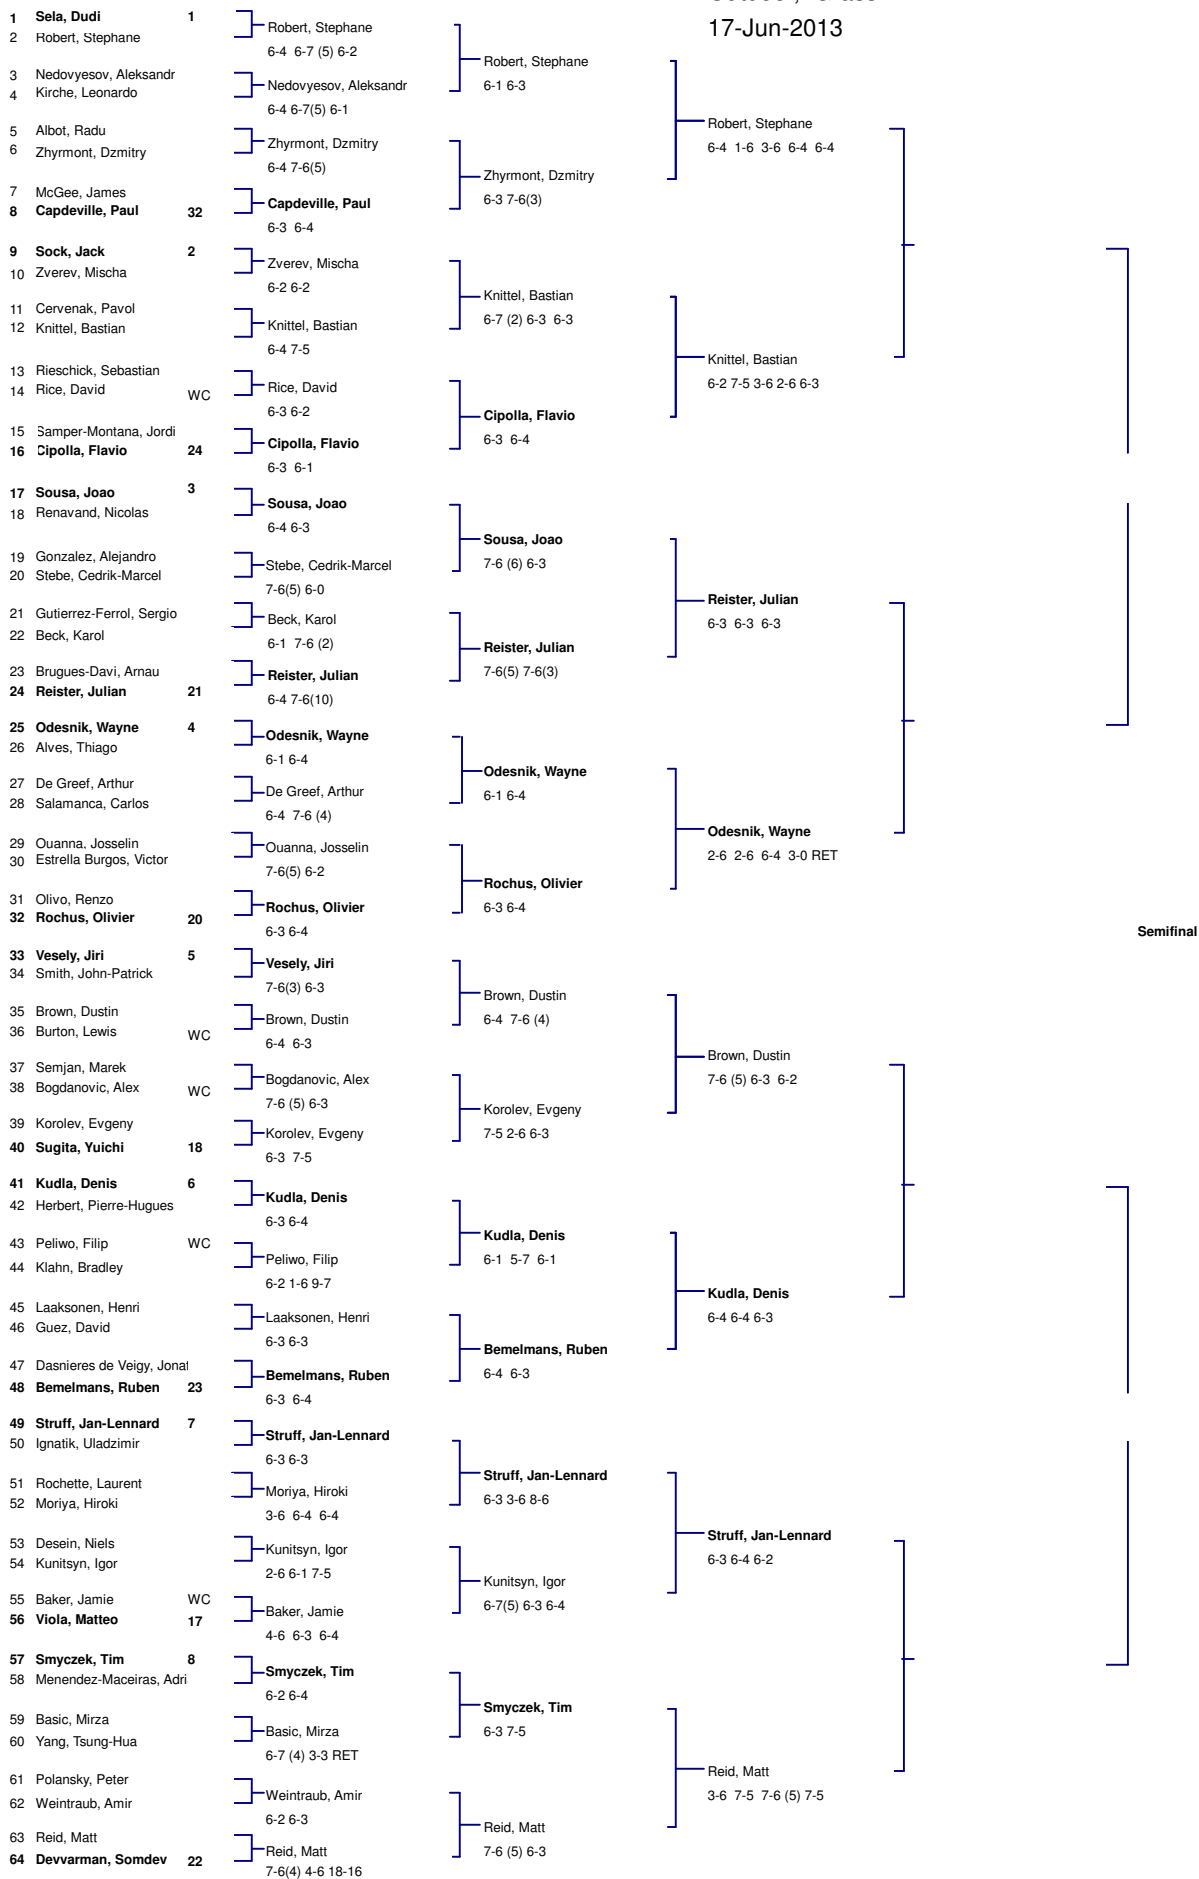 17-Jun-2013
1 Sela, Dudi 1
2 Robert, Stephane
3 Nedovyesov, Aleksandr
4 Kirche, Leonardo
5 Albot, Radu
6 Zhyrmont, Dzmitry
7 McGee, James
8 Capdeville, Paul 32
9 Sock, Jack 2
10 Zverev, Mischa
11 Cervenak, Pavol
12 Knittel, Bastian
13 Rieschick, Sebastian
14 Rice, David WC
15 Samper-Montana, Jordi
16 Cipolla, Flavio 24
17 Sousa, Joao 3
18 Renavand, Nicolas
19 Gonzalez, Alejandro
20 Stebe, Cedrik-Marcel
21 Gutierrez-Ferrol, Sergio
22 Beck, Karol
23 Brugues-Davi, Arnau
24 Reister, Julian 21
25 Odesnik, Wayne 4
26 Alves, Thiago
27 De Greef, Arthur
28 Salamanca, Carlos
29 Ouanna, Josselin
30 Estrella Burgos, Victor
31 Olivo, Renzo
32 Rochus, Olivier 20
33 Vesely, Jiri 5
34 Smith, John-Patrick
35 Brown, Dustin
36 Burton, Lewis WC
37 Semjan, Marek
38 Bogdanovic, Alex WC
39 Korolev, Evgeny
40 Sugita, Yuichi 18
41 Kudla, Denis 6
42 Herbert, Pierre-Hugues
43 Peliwo, Filip WC
44 Klahn, Bradley
45 Laaksonen, Henri
46 Guez, David
47 Dasnieres de Veigy, Jonat
48 Bemelmans, Ruben 23
49 Struff, Jan-Lennard 7
50 Ignatik, Uladzimir
51 Rochette, Laurent
52 Moriya, Hiroki
53 Desein, Niels
54 Kunitsyn, Igor
55 Baker, Jamie WC
56 Viola, Matteo 17
57 Smyczek, Tim 8
58 Menendez-Maceiras, Adri
59 Basic, Mirza
60 Yang, Tsung-Hua
61 Polansky, Peter
62 Weintraub, Amir
63 Reid, Matt
64 Devvarman, Somdev 22
Robert, Stephane
6-4 6-7 (5) 6-2
Nedovyesov, Aleksandr
6-4 6-7(5) 6-1
Zhyrmont, Dzmitry
6-4 7-6(5)
Capdeville, Paul
6-3 6-4
Zverev, Mischa
6-2 6-2
Knittel, Bastian
6-4 7-5
Rice, David
6-3 6-2
Cipolla, Flavio
6-3 6-1
Sousa, Joao
6-4 6-3
Stebe, Cedrik-Marcel
7-6(5) 6-0
Beck, Karol
6-1 7-6 (2)
Reister, Julian
6-4 7-6(10)
Odesnik, Wayne
6-1 6-4
De Greef, Arthur
6-4 7-6 (4)
Ouanna, Josselin
7-6(5) 6-2
Rochus, Olivier
6-3 6-4
Vesely, Jiri
7-6(3) 6-3
Brown, Dustin
6-4 6-3
Bogdanovic, Alex
7-6 (5) 6-3
Korolev, Evgeny
6-3 7-5
Kudla, Denis
6-3 6-4
Peliwo, Filip
6-2 1-6 9-7
Laaksonen, Henri
6-3 6-3
Bemelmans, Ruben
6-3 6-4
Struff, Jan-Lennard
6-3 6-3
Moriya, Hiroki
3-6 6-4 6-4
Kunitsyn, Igor
2-6 6-1 7-5
Baker, Jamie
4-6 6-3 6-4
Smyczek, Tim
6-2 6-4
Basic, Mirza
6-7 (4) 3-3 RET
Weintraub, Amir
6-2 6-3
Reid, Matt
7-6(4) 4-6 18-16
Robert, Stephane
6-1 6-3
Zhyrmont, Dzmitry
6-3 7-6(3)
Knittel, Bastian
6-7 (2) 6-3 6-3
Cipolla, Flavio
6-3 6-4
Sousa, Joao
7-6 (6) 6-3
Reister, Julian
7-6(5) 7-6(3)
Odesnik, Wayne
6-1 6-4
Rochus, Olivier
6-3 6-4
Brown, Dustin
6-4 7-6 (4)
Korolev, Evgeny
7-5 2-6 6-3
Kudla, Denis
6-1 5-7 6-1
Bemelmans, Ruben
6-4 6-3
Struff, Jan-Lennard
6-3 3-6 8-6
Kunitsyn, Igor
6-7(5) 6-3 6-4
Smyczek, Tim
6-3 7-5
Reid, Matt
7-6 (5) 6-3
Robert, Stephane
6-4 1-6 3-6 6-4 6-4
Knittel, Bastian
6-2 7-5 3-6 2-6 6-3
Reister, Julian
6-3 6-3 6-3
Odesnik, Wayne
2-6 2-6 6-4 3-0 RET
Brown, Dustin
7-6 (5) 6-3 6-2
Kudla, Denis
6-4 6-4 6-3
Struff, Jan-Lennard
6-3 6-4 6-2
Reid, Matt
3-6 7-5 7-6 (5) 7-5
Semifinal